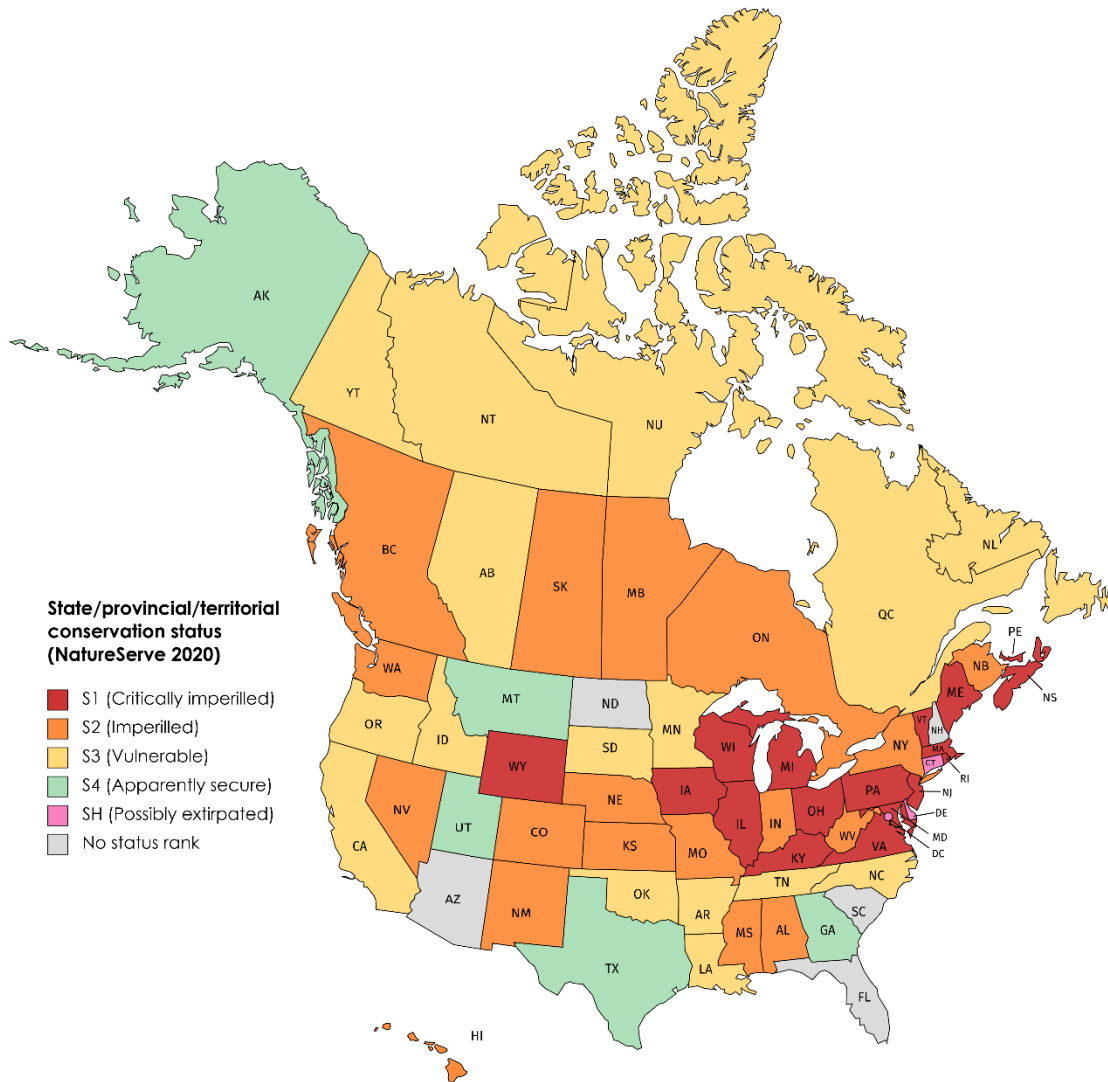 AK
YT
NT
NU
BC
AB
SK
MB
ON
QC
NL
PE
NB
NS
State/provincial/territorial
conservation status
(NatureServe 2020)
S1 (Critically imperilled)
S2 (Imperilled)
S3 (Vulnerable)
S4 (Apparently secure)
SH (Possibly extirpated)
No status rank
WA
MT
ND
MN
ME
VT
NH
OR
ID
SD
WI
MI
NY
MA
CT
RI
WY
NE
IA
PA
NJ
NV
UT
CO
KS
MO
IL
IN
OH
WV
DE
MD
DC
CA
KY
VA
AZ
NM
OK
AR
TN
NC
SC
TX
LA
MS
AL
GA
FL
HI